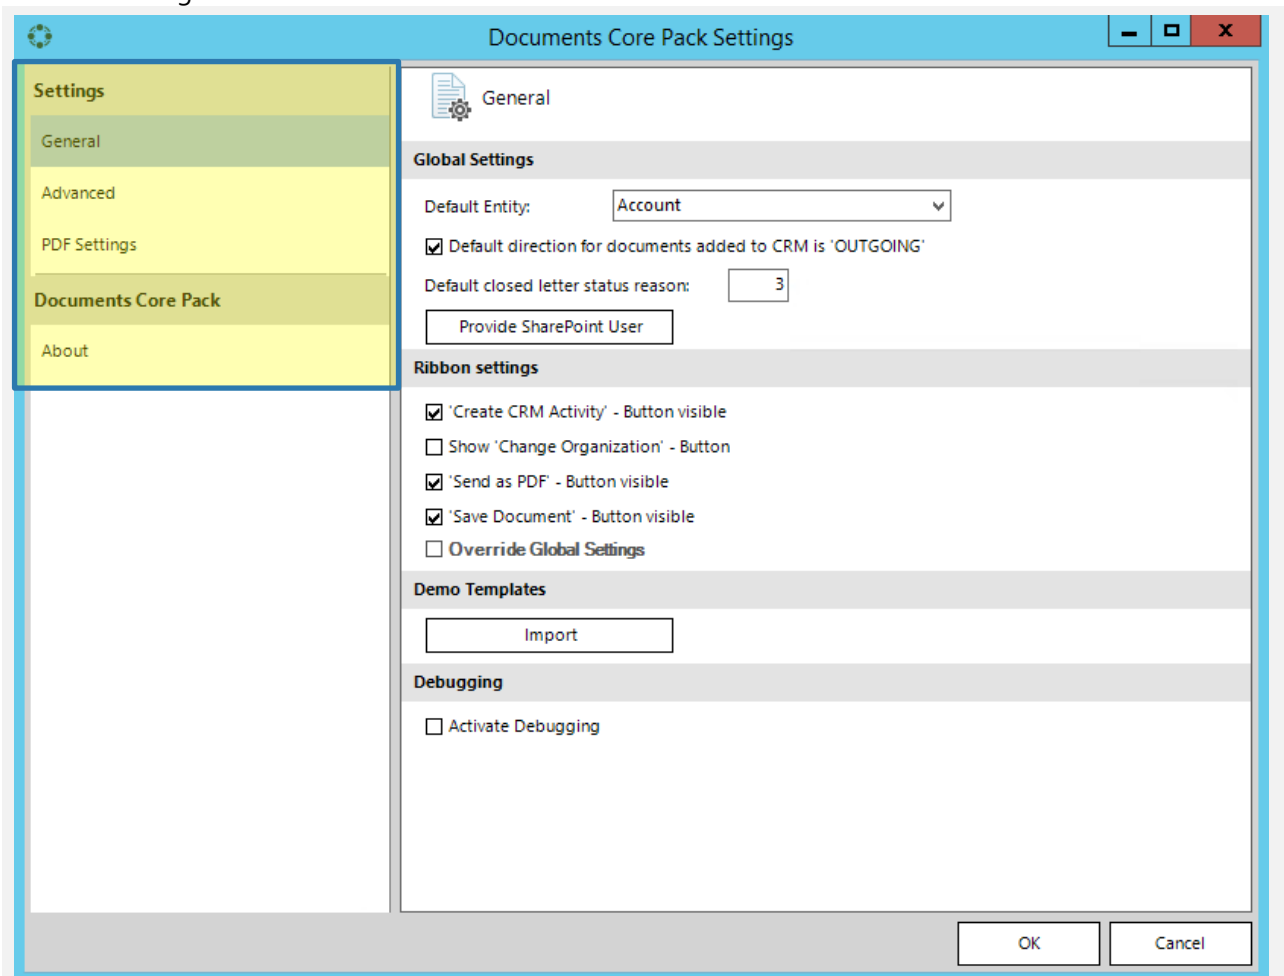 Documents Core Pack Settings
Settings
General
Advanced
PDF Settings
Documents Core Pack
About
General
Global Settings
Default Entity: Account
Default direction for documents added to CRM is 'OUTGOING'
Default closed letter status reason: 3
Provide SharePoint User
Ribbon settings
'Create CRM Activity' - Button visible
Show 'Change Organization' - Button
'Send as PDF' - Button visible
'Save Document' - Button visible
Override Global Settings
Demo Templates
Import
Debugging
Activate Debugging
OK Cancel